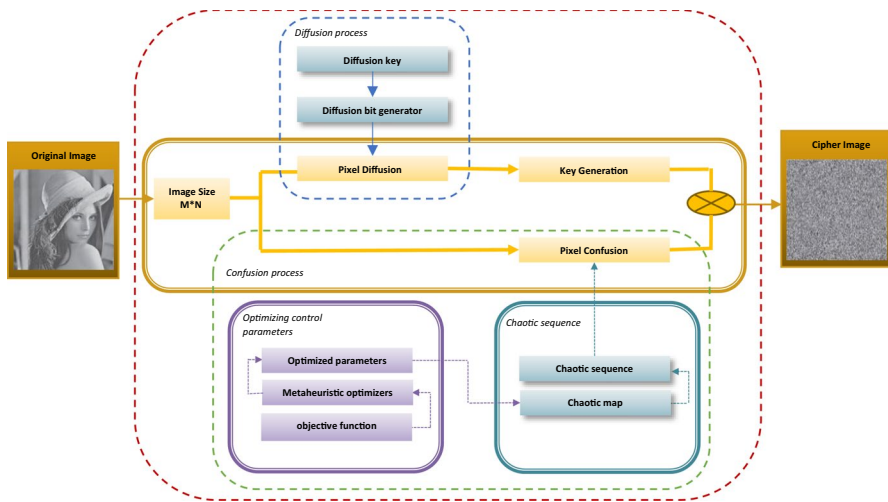 Diffusion process
Diffusion key
Diffusion bit generator
Original Image
Cipher Image
Pixel Diffusion
Key Generation
Image Size
M*N
Pixel Confusion
Confusion process
Optimizing control
parameters
Chaotic sequence
Optimized parameters
Chaotic sequence
Metaheuristic optimizers
Chaotic map
objective function